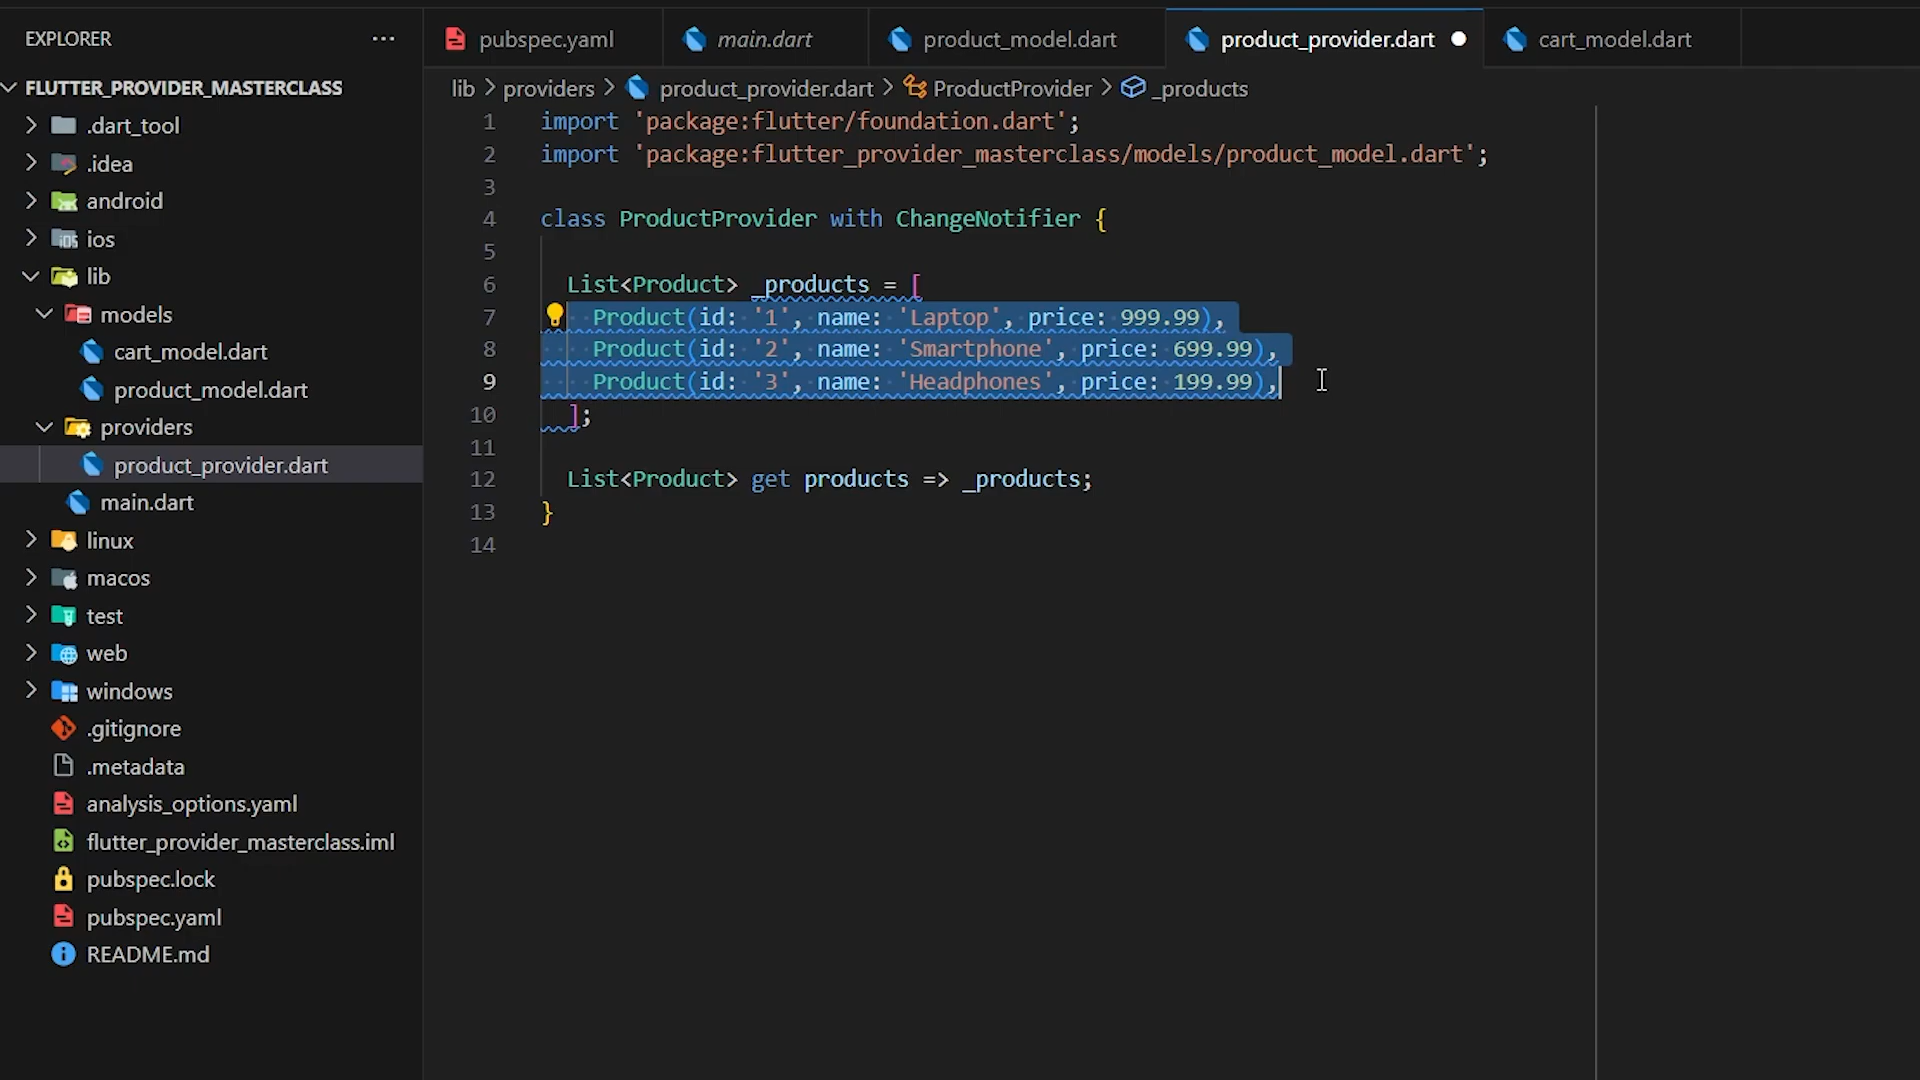 EXPLORER
FLUTTER_PROVIDER_MASTERCLASS
.dart_tool
.idea
android
ios
lib
models
cart_model.dart
product_model.dart
providers
product_provider.dart
main.dart
linux
macos
test
web
windows
.gitignore
.metadata
analysis_options.yaml
flutter_provider_masterclass.iml
pubspec.lock
pubspec.yaml
README.md
pubspec.yaml
main.dart
product_model.dart
product_provider.dart
cart_model.dart
lib > providers > product_provider.dart > ProductProvider > _products
1 import 'package:flutter/foundation.dart';
2 import 'package:flutter_provider_masterclass/models/product_model.dart';
3
4 class ProductProvider with ChangeNotifier {
5
6 List<Product> _products = [
7 Product(id: '1', name: 'Laptop', price: 999.99),
8 Product(id: '2', name: 'Smartphone', price: 699.99),
9 Product(id: '3', name: 'Headphones', price: 199.99),
10 ];
11
12 List<Product> get products => _products;
13 }
14